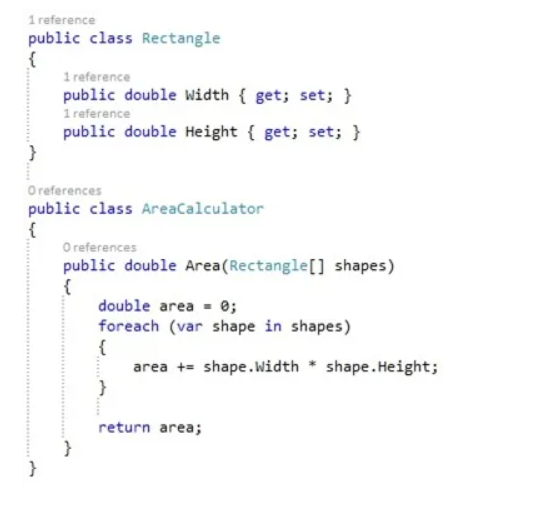 1 reference
public class Rectangle
{
1 reference
public double Width { get; set; }
1 reference
public double Height { get; set; }
}
0 references
public class AreaCalculator
{
0 references
public double Area(Rectangle[] shapes)
{
double area = 0;
foreach (var shape in shapes)
{
area += shape.Width * shape.Height;
}
return area;
}
}